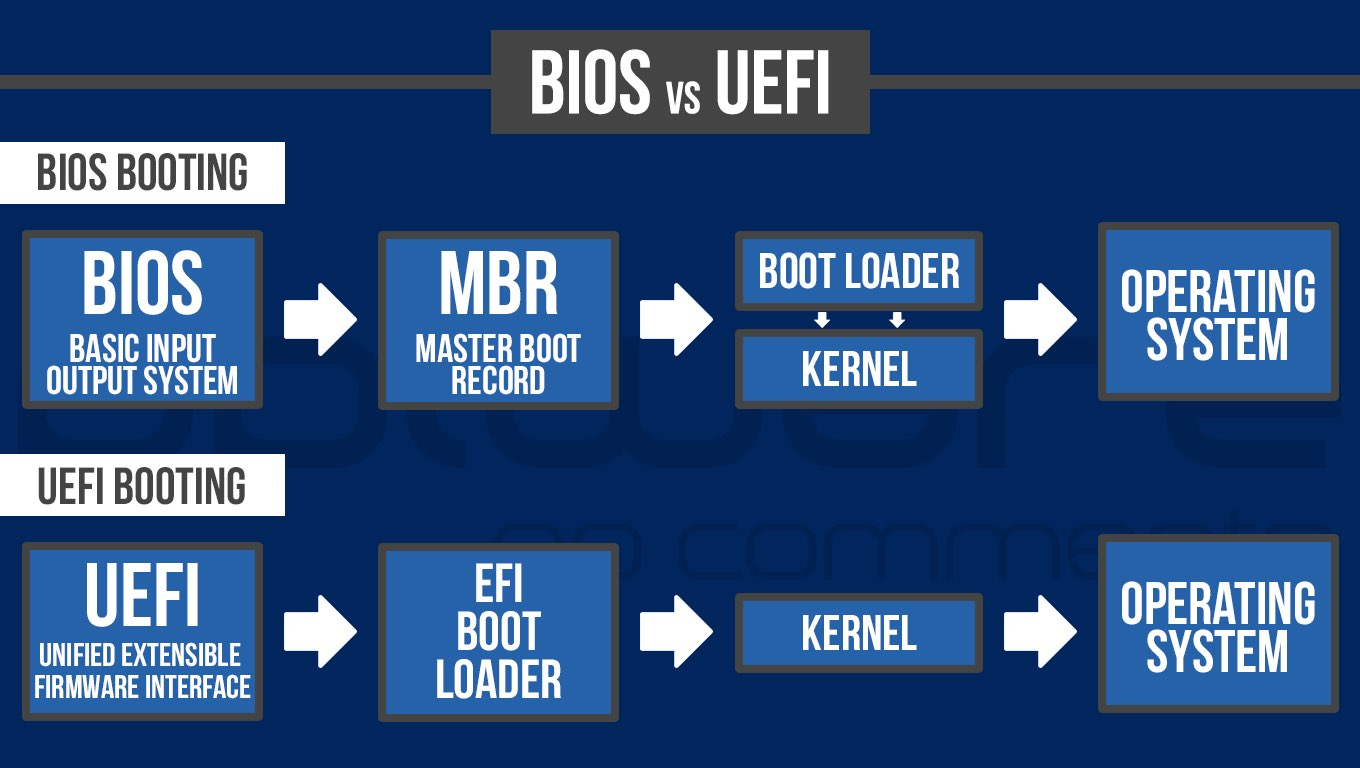 BIOS VS UEFI
BIOS BOOTING
BIOS
BASIC INPUT
OUTPUT SYSTEM
MBR
MASTER BOOT
RECORD
BOOT LOADER
KERNEL
OPERATING
SYSTEM
UEFI BOOTING
UEFI
UNIFIED EXTENSIBLE
FIRMWARE INTERFACE
EFI
BOOT
LOADER
KERNEL
OPERATING
SYSTEM